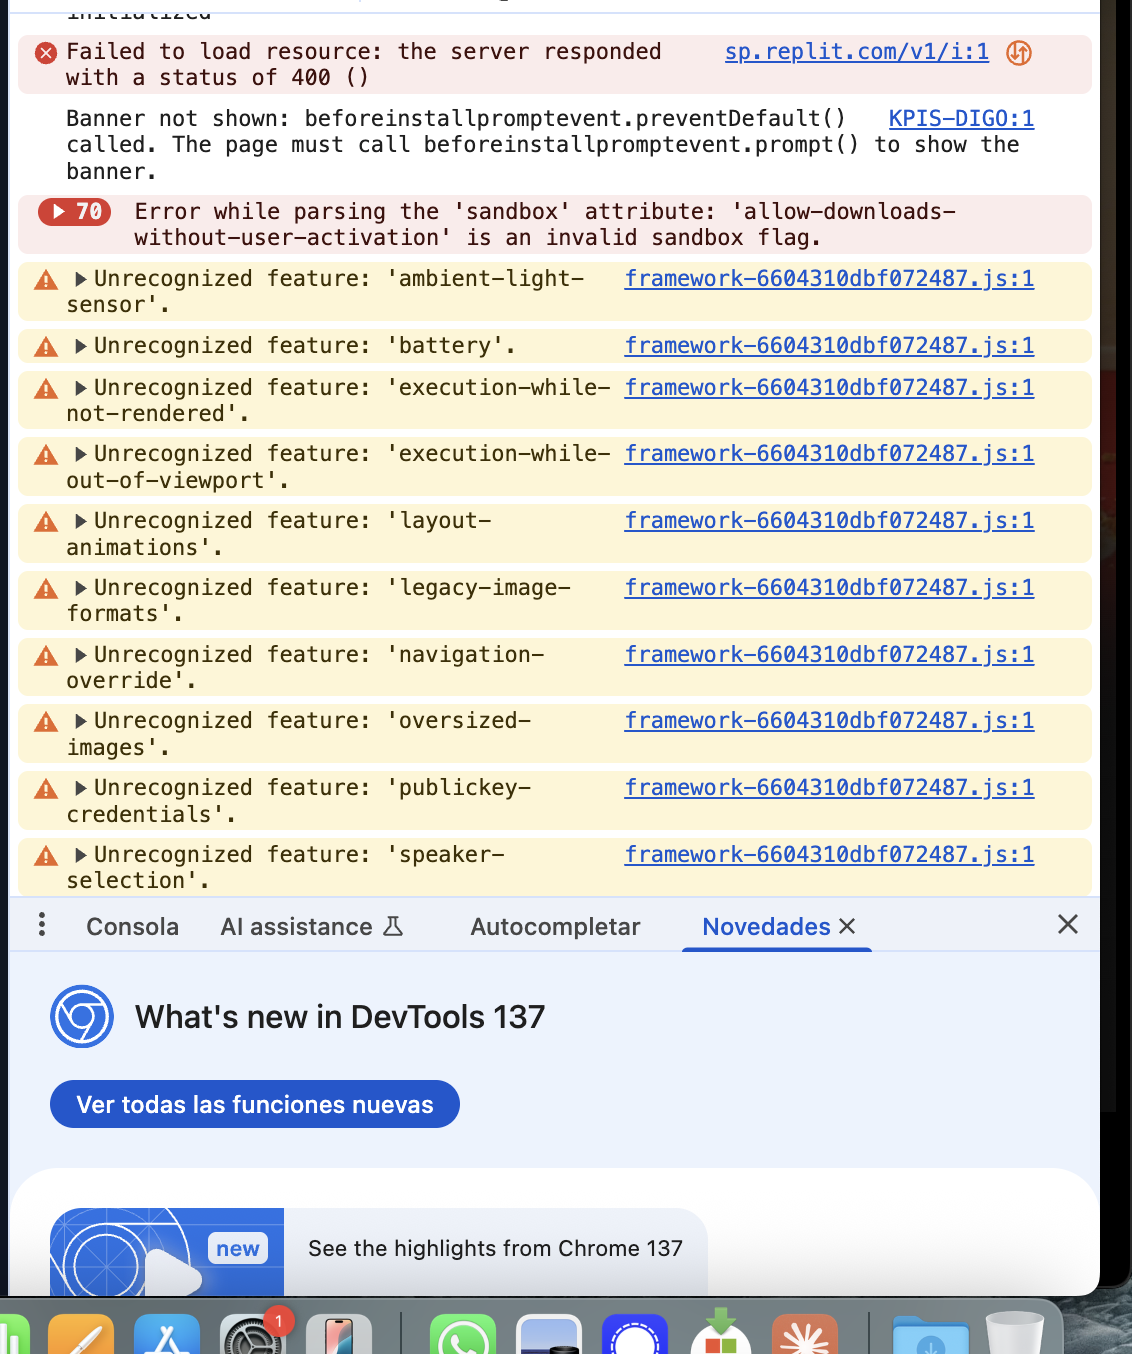 initialized
Failed to load resource: the server responded sp.replit.com/v1/i:1
with a status of 400 ()
Banner not shown: beforeinstallpromptevent.preventDefault() KPIS-DIGO:1
called. The page must call beforeinstallpromptevent.prompt() to show the
banner.
70 Error while parsing the 'sandbox' attribute: 'allow-downloads-
without-user-activation' is an invalid sandbox flag.
Unrecognized feature: 'ambient-light- framework-6604310dbf072487.js:1
sensor'.
Unrecognized feature: 'battery'. framework-6604310dbf072487.js:1
Unrecognized feature: 'execution-while- framework-6604310dbf072487.js:1
not-rendered'.
Unrecognized feature: 'execution-while- framework-6604310dbf072487.js:1
out-of-viewport'.
Unrecognized feature: 'layout- framework-6604310dbf072487.js:1
animations'.
Unrecognized feature: 'legacy-image- framework-6604310dbf072487.js:1
formats'.
Unrecognized feature: 'navigation- framework-6604310dbf072487.js:1
override'.
Unrecognized feature: 'oversized- framework-6604310dbf072487.js:1
images'.
Unrecognized feature: 'publickey- framework-6604310dbf072487.js:1
credentials'.
Unrecognized feature: 'speaker- framework-6604310dbf072487.js:1
selection'.
Consola AI assistance Autocompletar Novedades
What's new in DevTools 137
Ver todas las funciones nuevas
new See the highlights from Chrome 137
1